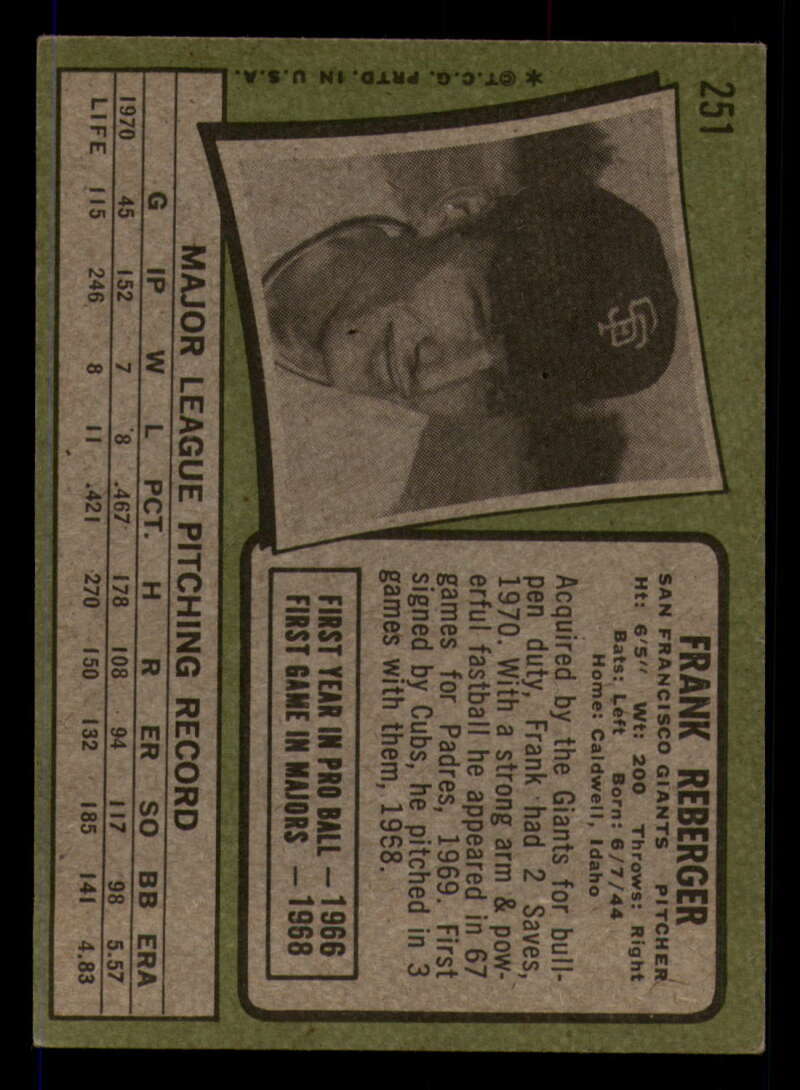 251
SF
FRANK REBERGER
SAN FRANCISCO GIANTS PITCHER
Ht: 6'5" Wt: 200 Throws: Right
Bats: Left Born: 6/7/44
Home: Caldwell, Idaho
Acquired by the Giants for bull-
pen duty, Frank had 2 Saves,
1970. With a strong arm & pow-
erful fastball he appeared in 67
games for Padres, 1969. First
signed by Cubs, he pitched in 3
games with them, 1968.
FIRST YEAR IN PRO BALL — 1966
FIRST GAME IN MAJORS — 1968
MAJOR LEAGUE PITCHING RECORD
G IP W L PCT. H R ER SO BB ERA
1970 45 152 7 8 .467 178 108 94 117 98 5.57
LIFE 115 246 8 11 .421 270 150 132 185 141 4.83
*©T.C.G. PRTD. IN U.S.A.